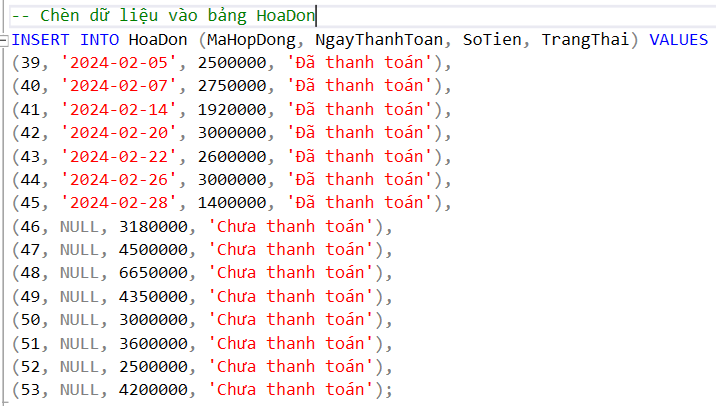 -- Chèn dữ liệu vào bảng HoaDon
INSERT INTO HoaDon (MaHopDong, NgayThanhToan, SoTien, TrangThai) VALUES
(39, '2024-02-05', 2500000, 'Đã thanh toán'),
(40, '2024-02-07', 2750000, 'Đã thanh toán'),
(41, '2024-02-14', 1920000, 'Đã thanh toán'),
(42, '2024-02-20', 3000000, 'Đã thanh toán'),
(43, '2024-02-22', 2600000, 'Đã thanh toán'),
(44, '2024-02-26', 3000000, 'Đã thanh toán'),
(45, '2024-02-28', 1400000, 'Đã thanh toán'),
(46, NULL, 3180000, 'Chưa thanh toán'),
(47, NULL, 4500000, 'Chưa thanh toán'),
(48, NULL, 6650000, 'Chưa thanh toán'),
(49, NULL, 4350000, 'Chưa thanh toán'),
(50, NULL, 3000000, 'Chưa thanh toán'),
(51, NULL, 3600000, 'Chưa thanh toán'),
(52, NULL, 2500000, 'Chưa thanh toán'),
(53, NULL, 4200000, 'Chưa thanh toán');